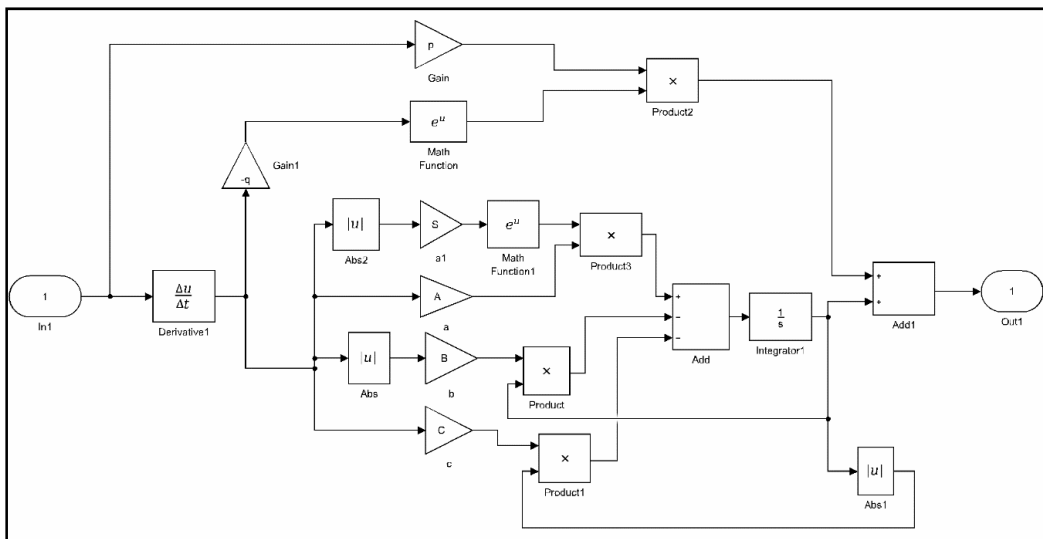 p
Gain
×
Product2
e^u
Math
Function
-q
Gain1
|u|
Abs2
S
a1
e^u
Math
Function1
×
Product3
1
In1
Δu
Δt
Derivative1
A
a
+
−
−
Add
1
s
Integrator1
+
+
Add1
1
Out1
|u|
Abs
B
b
×
Product
C
c
×
Product1
|u|
Abs1